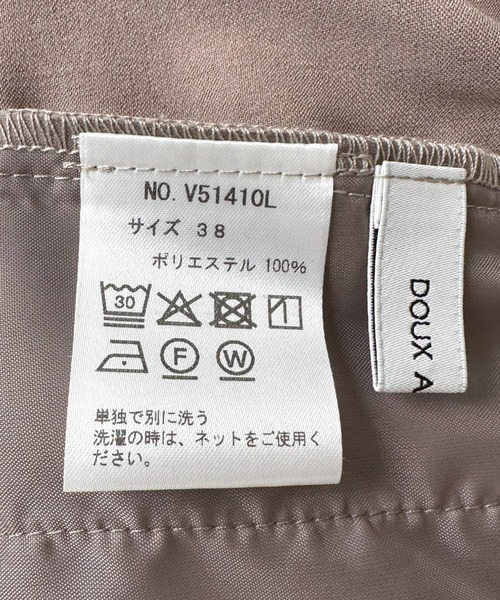 NO. V51410L
サイズ 38
ポリエステル 100%
30
F W
単独で別に洗う
洗濯の時は、ネットをご使用く
ださい。
DOUX A